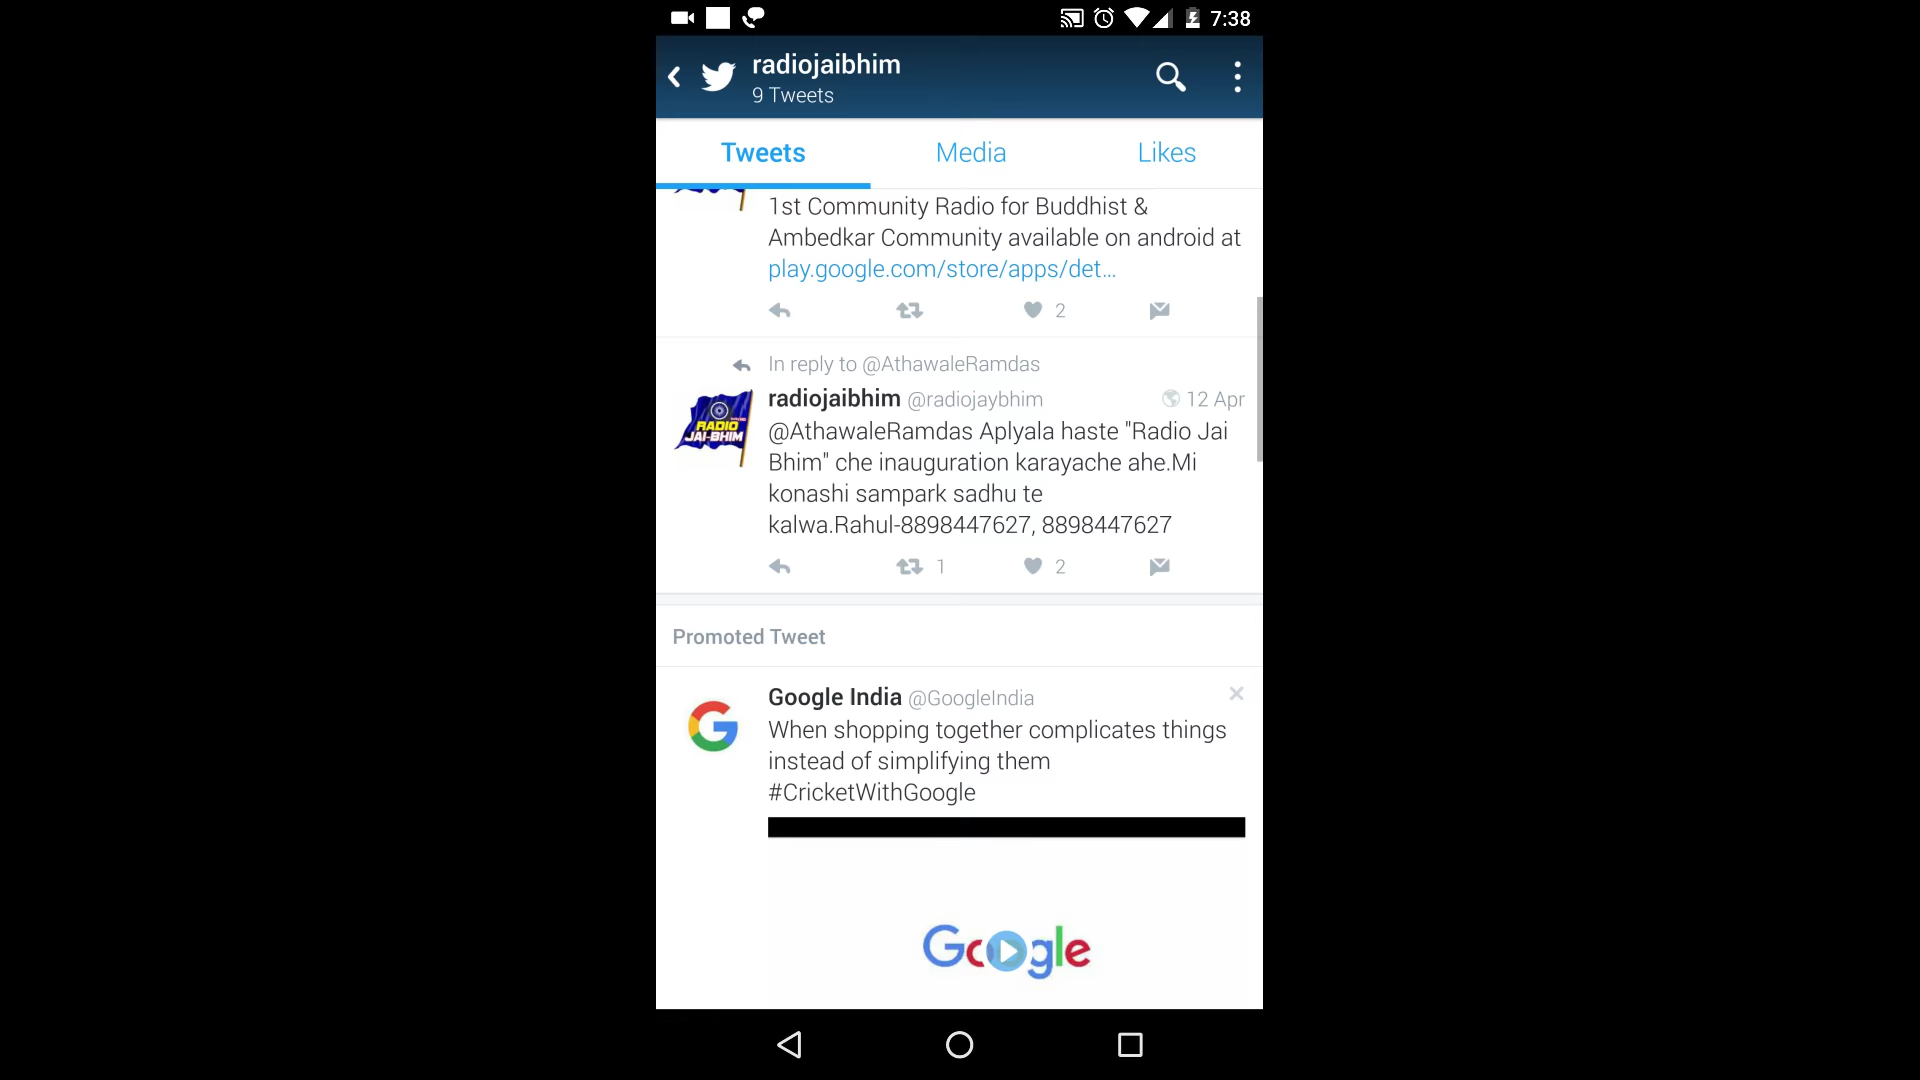 7:38
radiojaibhim
9 Tweets
Tweets Media Likes
1st Community Radio for Buddhist &
Ambedkar Community available on android at
play.google.com/store/apps/det...
2
In reply to @AthawaleRamdas
radiojaibhim @radiojaybhim 12 Apr
@AthawaleRamdas Aplyala haste "Radio Jai
Bhim" che inauguration karayache ahe.Mi
konashi sampark sadhu te
kalwa.Rahul-8898447627, 8898447627
RADIO
JAI-BHIM
1 2
Promoted Tweet
Google India @GoogleIndia
When shopping together complicates things
instead of simplifying them
#CricketWithGoogle
Google